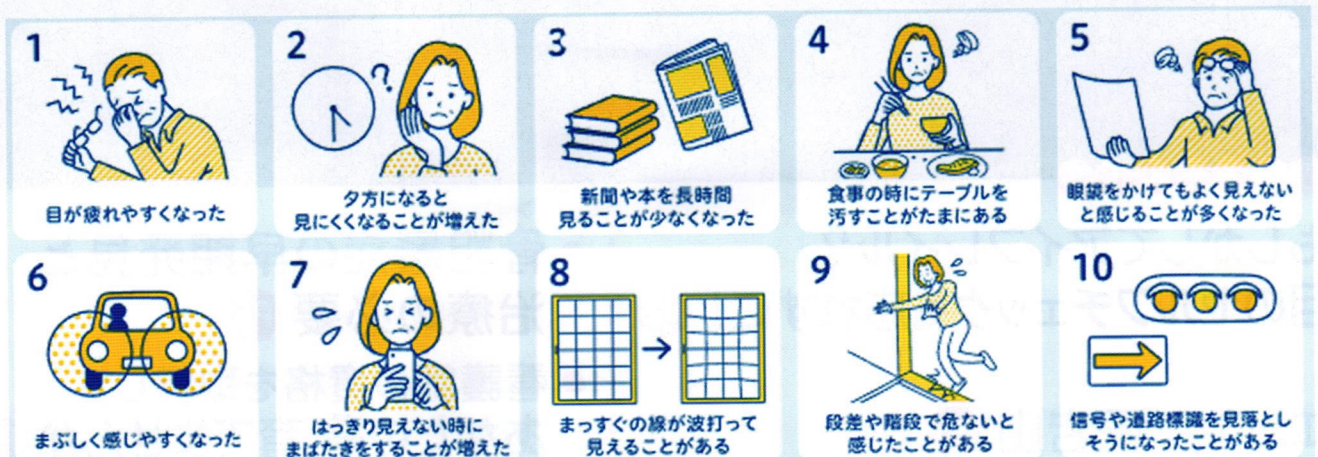 1
目が疲れやすくなった
2
?
夕方になると
見にくくなることが増えた
3
新聞や本を長時間
見ることが少なくなった
4
食事の時にテーブルを
汚すことがたまにある
5
眼鏡をかけてもよく見えない
と感じることが多くなった
6
まぶしく感じやすくなった
7
はっきり見えない時に
まばたきをすることが増えた
8
まっすぐの線が波打って
見えることがある
9
段差や階段で危ないと
感じたことがある
10
信号や道路標識を見落とし
そうになったことがある